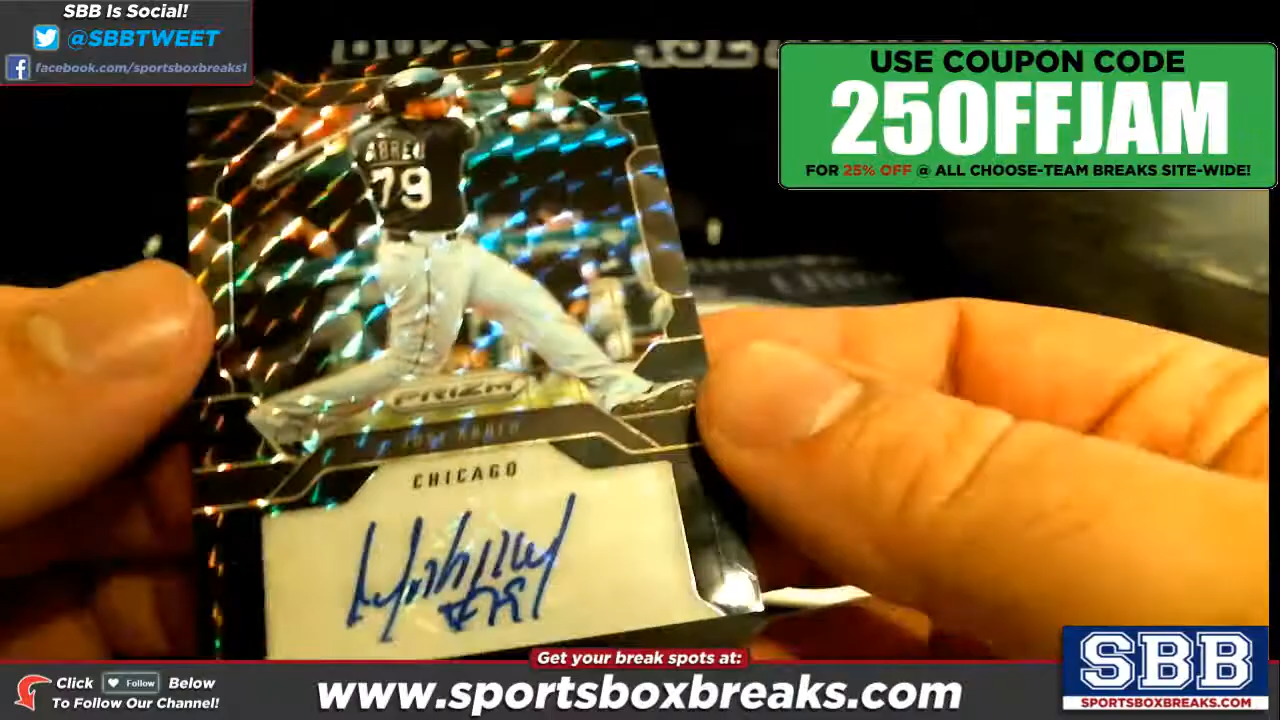 SBB Is Social!
@SBBTWEET
facebook.com/sportsboxbreaks1
USE COUPON CODE
25OFFJAM
FOR 25% OFF @ ALL CHOOSE-TEAM BREAKS SITE-WIDE!
ABREU
79
PRIZM
CHICAGO
#79
Get your break spots at:
Click Follow Below
To Follow Our Channel!
www.sportsboxbreaks.com
SBB
SPORTSBOXBREAKS.COM